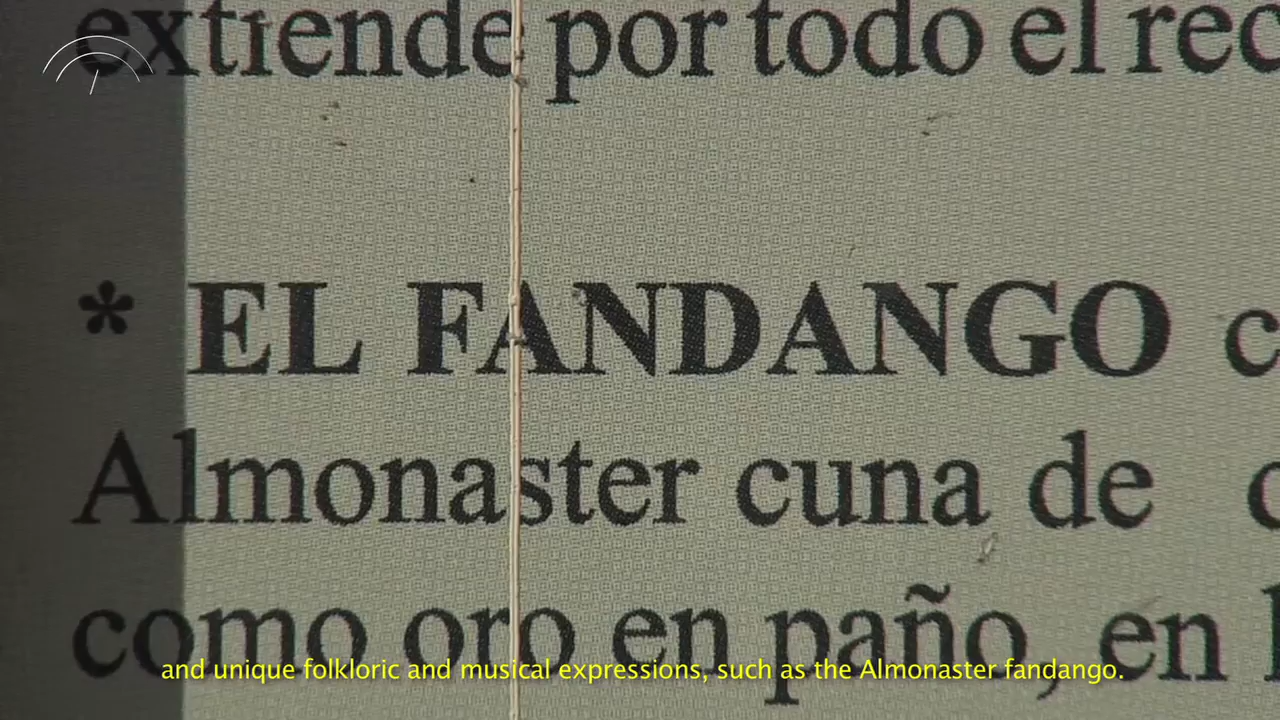 extiende por todo el rec
* EL FANDANGO c
Almonaster cuna de
como oro en paño, en
and unique folkloric and musical expressions, such as the Almonaster fandango.